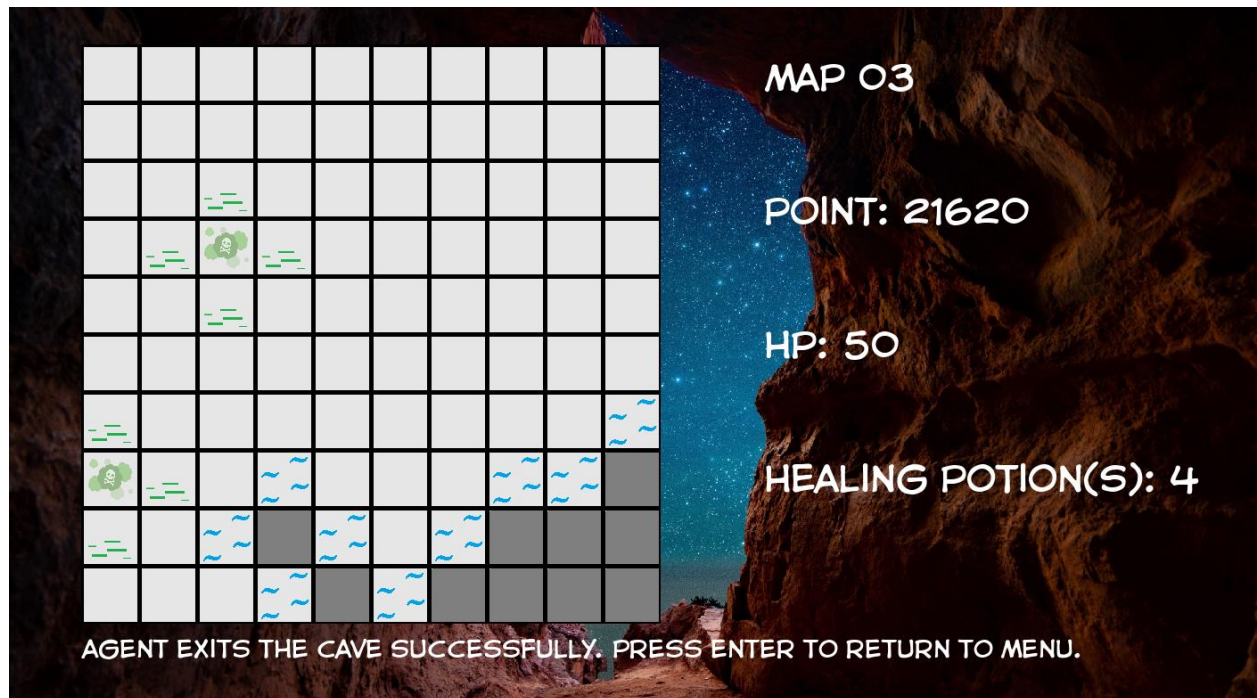 MAP 03
POINT: 21620
HP: 50
HEALING POTION(S): 4
AGENT EXITS THE CAVE SUCCESSFULLY. PRESS ENTER TO RETURN TO MENU.